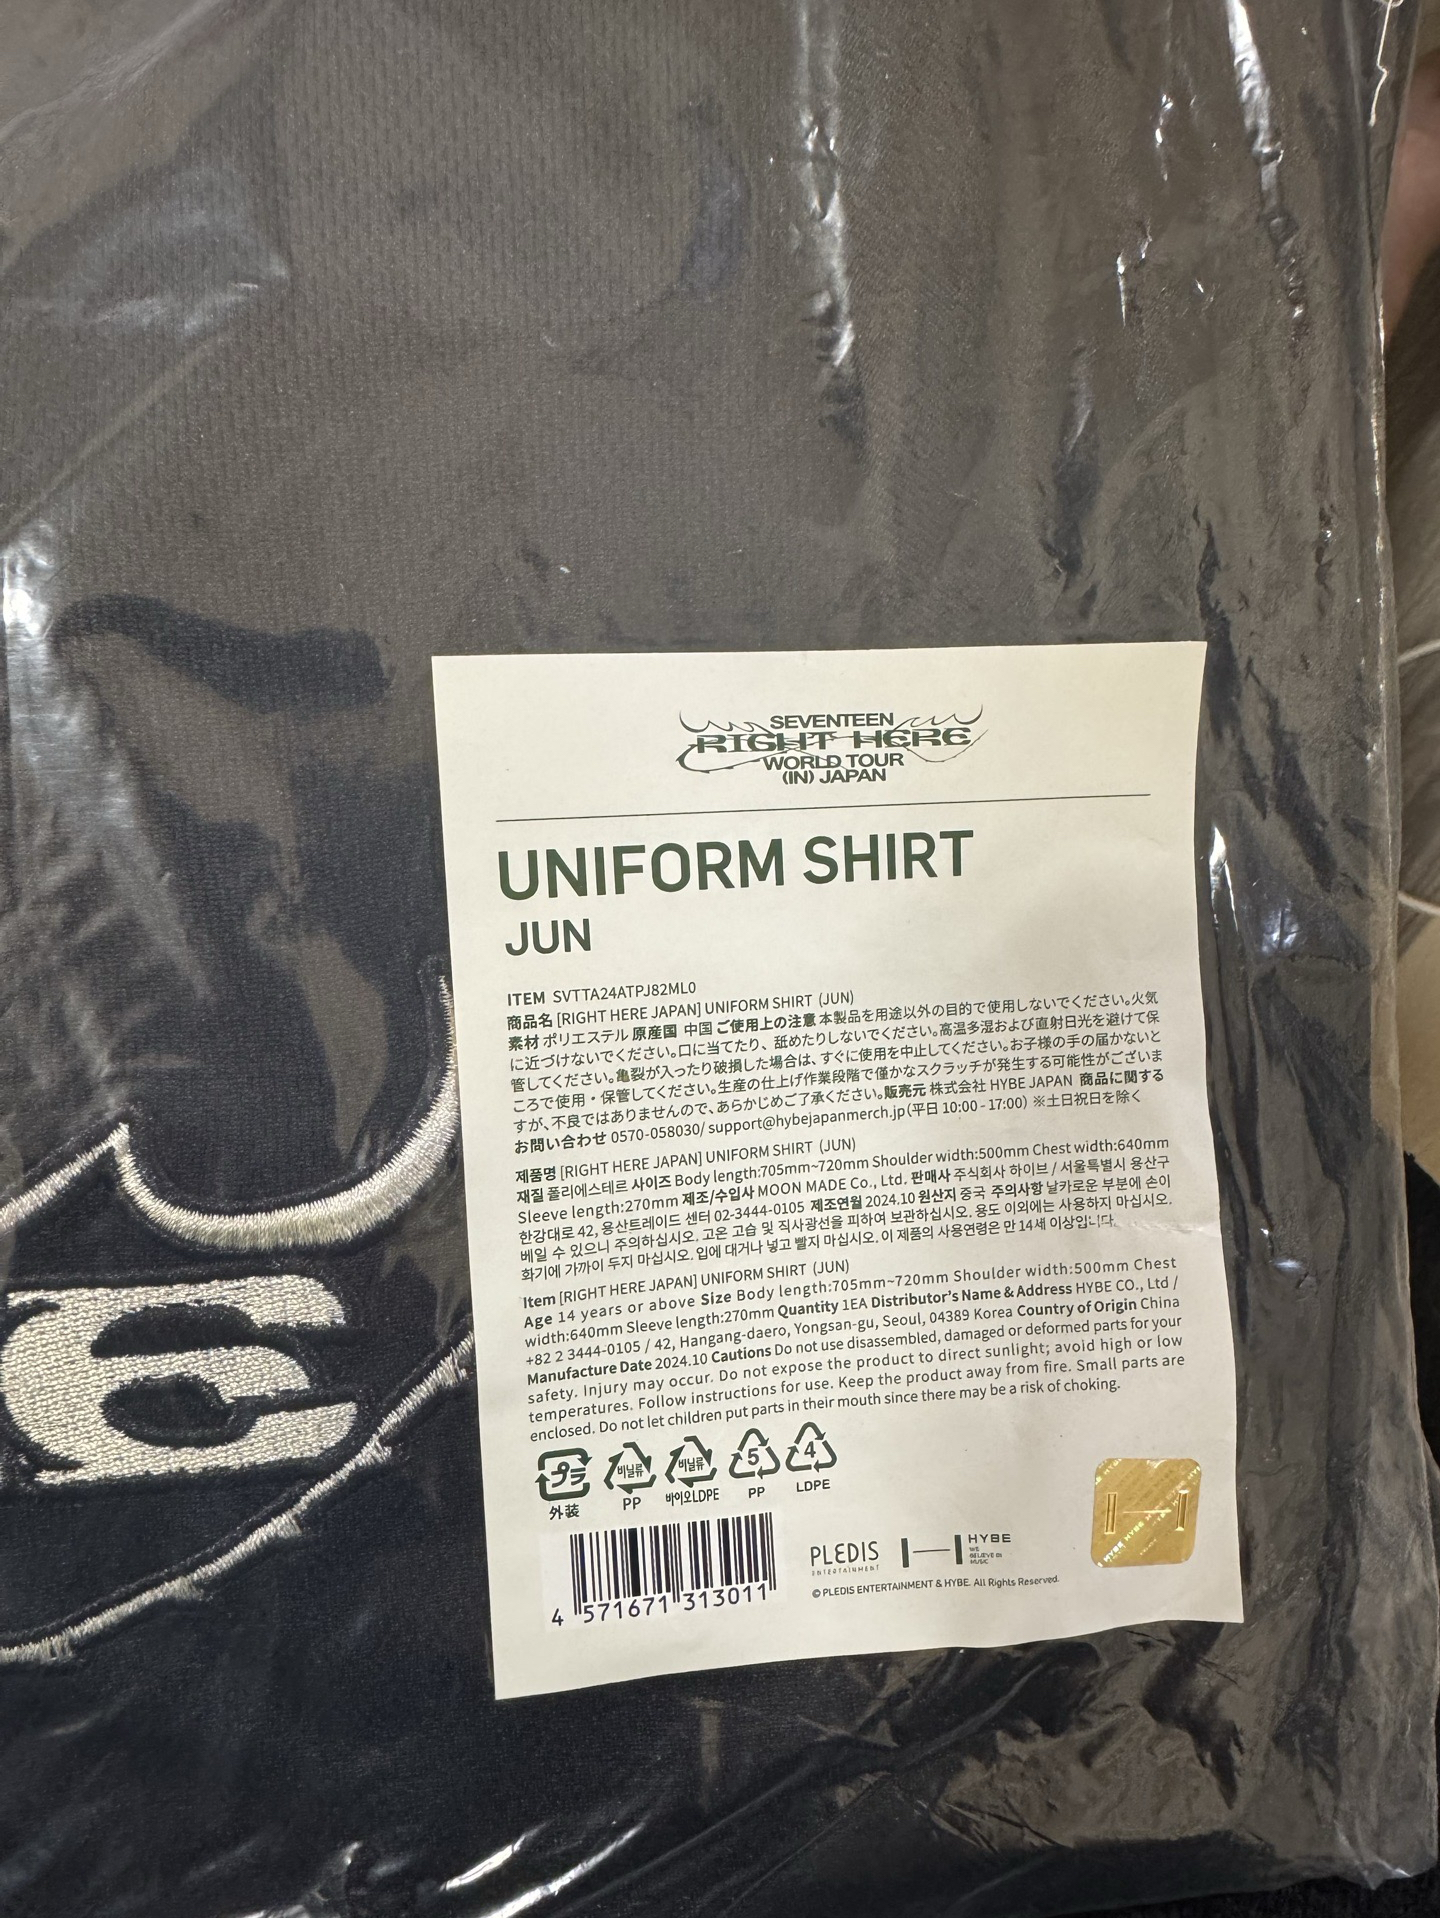 SEVENTEEN
RIGHT HERE
WORLD TOUR
(IN) JAPAN
UNIFORM SHIRT
JUN
ITEM SVTTA24ATPJ82ML0
商品名 [RIGHT HERE JAPAN] UNIFORM SHIRT (JUN)
素材 ポリエステル 原産国 中国 ご使用上の注意 本製品を用途以外の目的で使用しないでください。火気
に近づけないでください。口に当てたり、舐めたりしないでください。高温多湿および直射日光を避けて保
管してください。亀裂が入ったり破損した場合は、すぐに使用を中止してください。お子様の手の届かないと
ころで使用・保管してください。生産の仕上げ作業段階で僅かなスクラッチが発生する可能性がございま
すが、不良ではありませんので、あらかじめご了承ください。販売元 株式会社 HYBE JAPAN 商品に関する
お問い合わせ 0570-058030/ support@hybejapanmerch.jp(平日 10:00 - 17:00) ※土日祝日を除く
제품명 [RIGHT HERE JAPAN] UNIFORM SHIRT (JUN)
재질 폴리에스테르 사이즈 Body length:705mm~720mm Shoulder width:500mm Chest width:640mm
Sleeve length:270mm 제조/수입사 MOON MADE Co., Ltd. 판매사 주식회사 하이브 / 서울특별시 용산구
한강대로 42, 용산트레이드 센터 02-3444-0105 제조연월 2024.10 원산지 중국 주의사항 날카로운 부분에 손이
베일 수 있으니 주의하십시오. 고온 고습 및 직사광선을 피하여 보관하십시오. 용도 이외에는 사용하지 마십시오.
화기에 가까이 두지 마십시오. 입에 대거나 넣고 빨지 마십시오. 이 제품의 사용연령은 만 14세 이상입니다.
Item [RIGHT HERE JAPAN] UNIFORM SHIRT (JUN)
Age 14 years or above Size Body length:705mm~720mm Shoulder width:500mm Chest
width:640mm Sleeve length:270mm Quantity 1EA Distributor's Name & Address HYBE CO., Ltd /
+82 2 3444-0105 / 42, Hangang-daero, Yongsan-gu, Seoul, 04389 Korea Country of Origin China
Manufacture Date 2024.10 Cautions Do not use disassembled, damaged or deformed parts for your
safety. Injury may occur. Do not expose the product to direct sunlight; avoid high or low
temperatures. Follow instructions for use. Keep the product away from fire. Small parts are
enclosed. Do not let children put parts in their mouth since there may be a risk of choking.
プラ 비닐류 비닐류 5 4
外装 PP 바이오LDPE PP LDPE
PLEDIS
ENTERTAINMENT
HYBE
WE
BELIEVE IN
MUSIC
© PLEDIS ENTERTAINMENT & HYBE. All Rights Reserved.
4 571671 313011